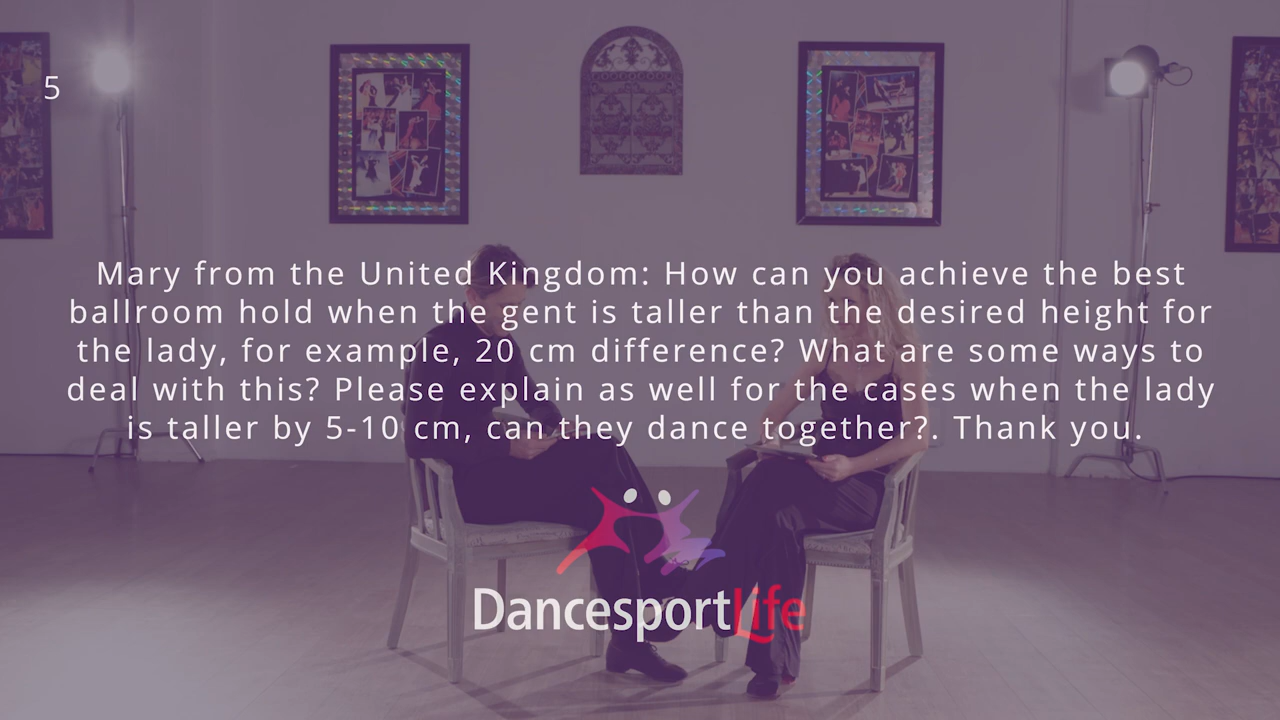 5
Mary from the United Kingdom: How can you achieve the best
ballroom hold when the gent is taller than the desired height for
the lady, for example, 20 cm difference? What are some ways to
deal with this? Please explain as well for the cases when the lady
is taller by 5-10 cm, can they dance together?. Thank you.
DancesportLife